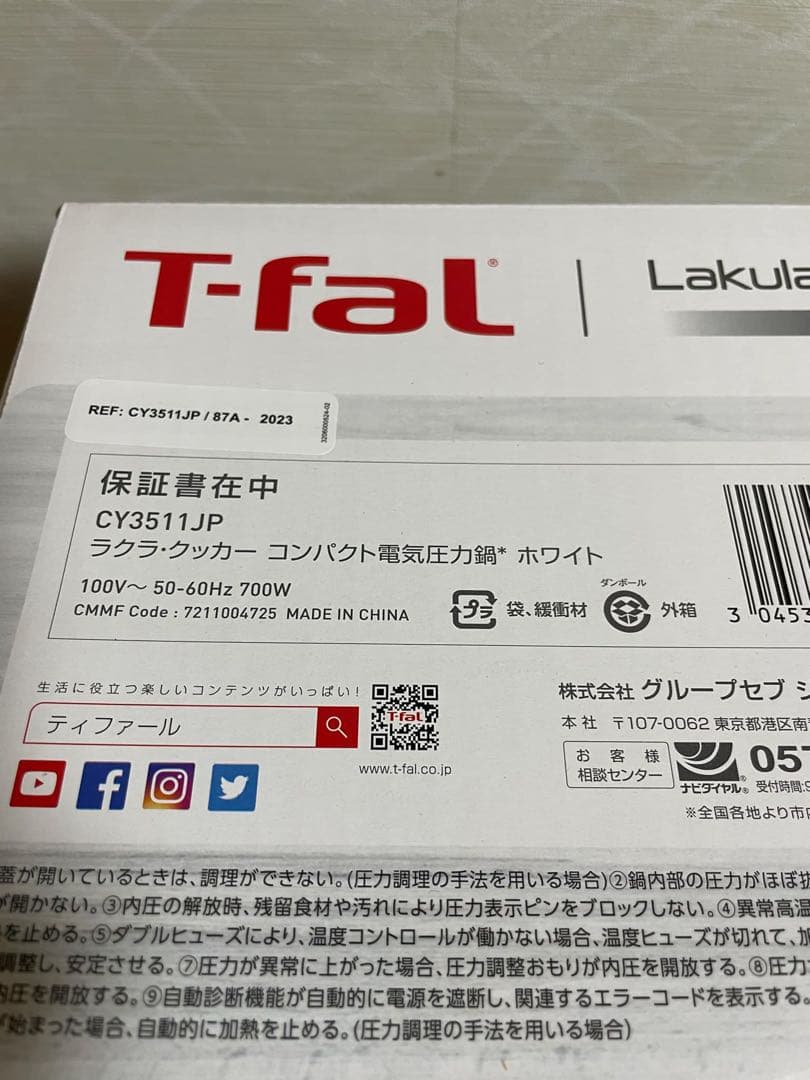 T-fal® | Lakula
REF: CY3511JP / 87A - 2023
3206000624-02
保証書在中
CY3511JP
ラクラ・クッカー コンパクト電気圧力鍋* ホワイト
100V～ 50-60Hz 700W
CMMF Code : 7211004725 MADE IN CHINA
プラ 袋、緩衝材
ダンボール
外箱
3 0453
生活に役立つ楽しいコンテンツがいっぱい!
ティファール
T-fal
www.t-fal.co.jp
株式会社 グループセブ
本社 〒107-0062 東京都港区南
お客様
相談センター
ナビダイヤル®
057
受付時間:9
※全国各地より市内
蓋が開いているときは、調理ができない。(圧力調理の手法を用いる場合)②鍋内部の圧力がほぼ
が開かない。③内圧の解放時、残留食材や汚れにより圧力表示ピンをブロックしない。④異常高温
を止める。⑤ダブルヒューズにより、温度コントロールが働かない場合、温度ヒューズが切れて、加
調整し、安定させる。⑦圧力が異常に上がった場合、圧力調整おもりが内圧を開放する。⑧圧力
内圧を開放する。⑨自動診断機能が自動的に電源を遮断し、関連するエラーコードを表示する。
が始まった場合、自動的に加熱を止める。(圧力調理の手法を用いる場合)